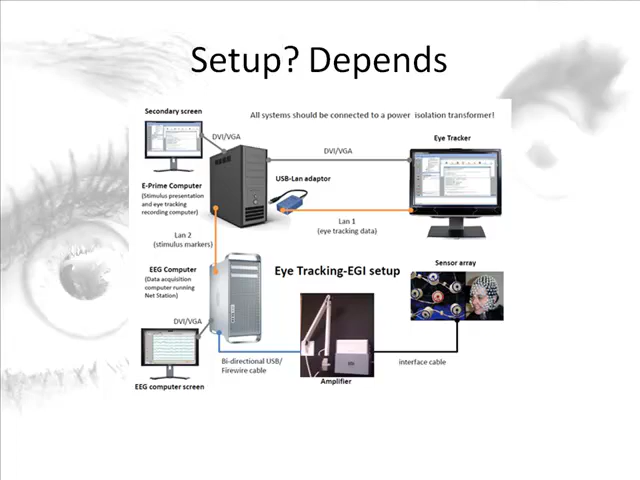 Setup? Depends
Secondary screen
All systems should be connected to a power isolation transformer!
DVI/VGA
DVI/VGA
Eye Tracker
E-Prime Computer
(Stimulus presentation
and eye tracking
recording computer)
USB-Lan adaptor
Lan 1
(eye tracking data)
Lan 2
(stimulus markers)
EEG Computer
(Data acquisition
computer running
Net Station)
Eye Tracking-EGI setup
Sensor array
DVI/VGA
Bi-directional USB/
Firewire cable
interface cable
Amplifier
EEG computer screen